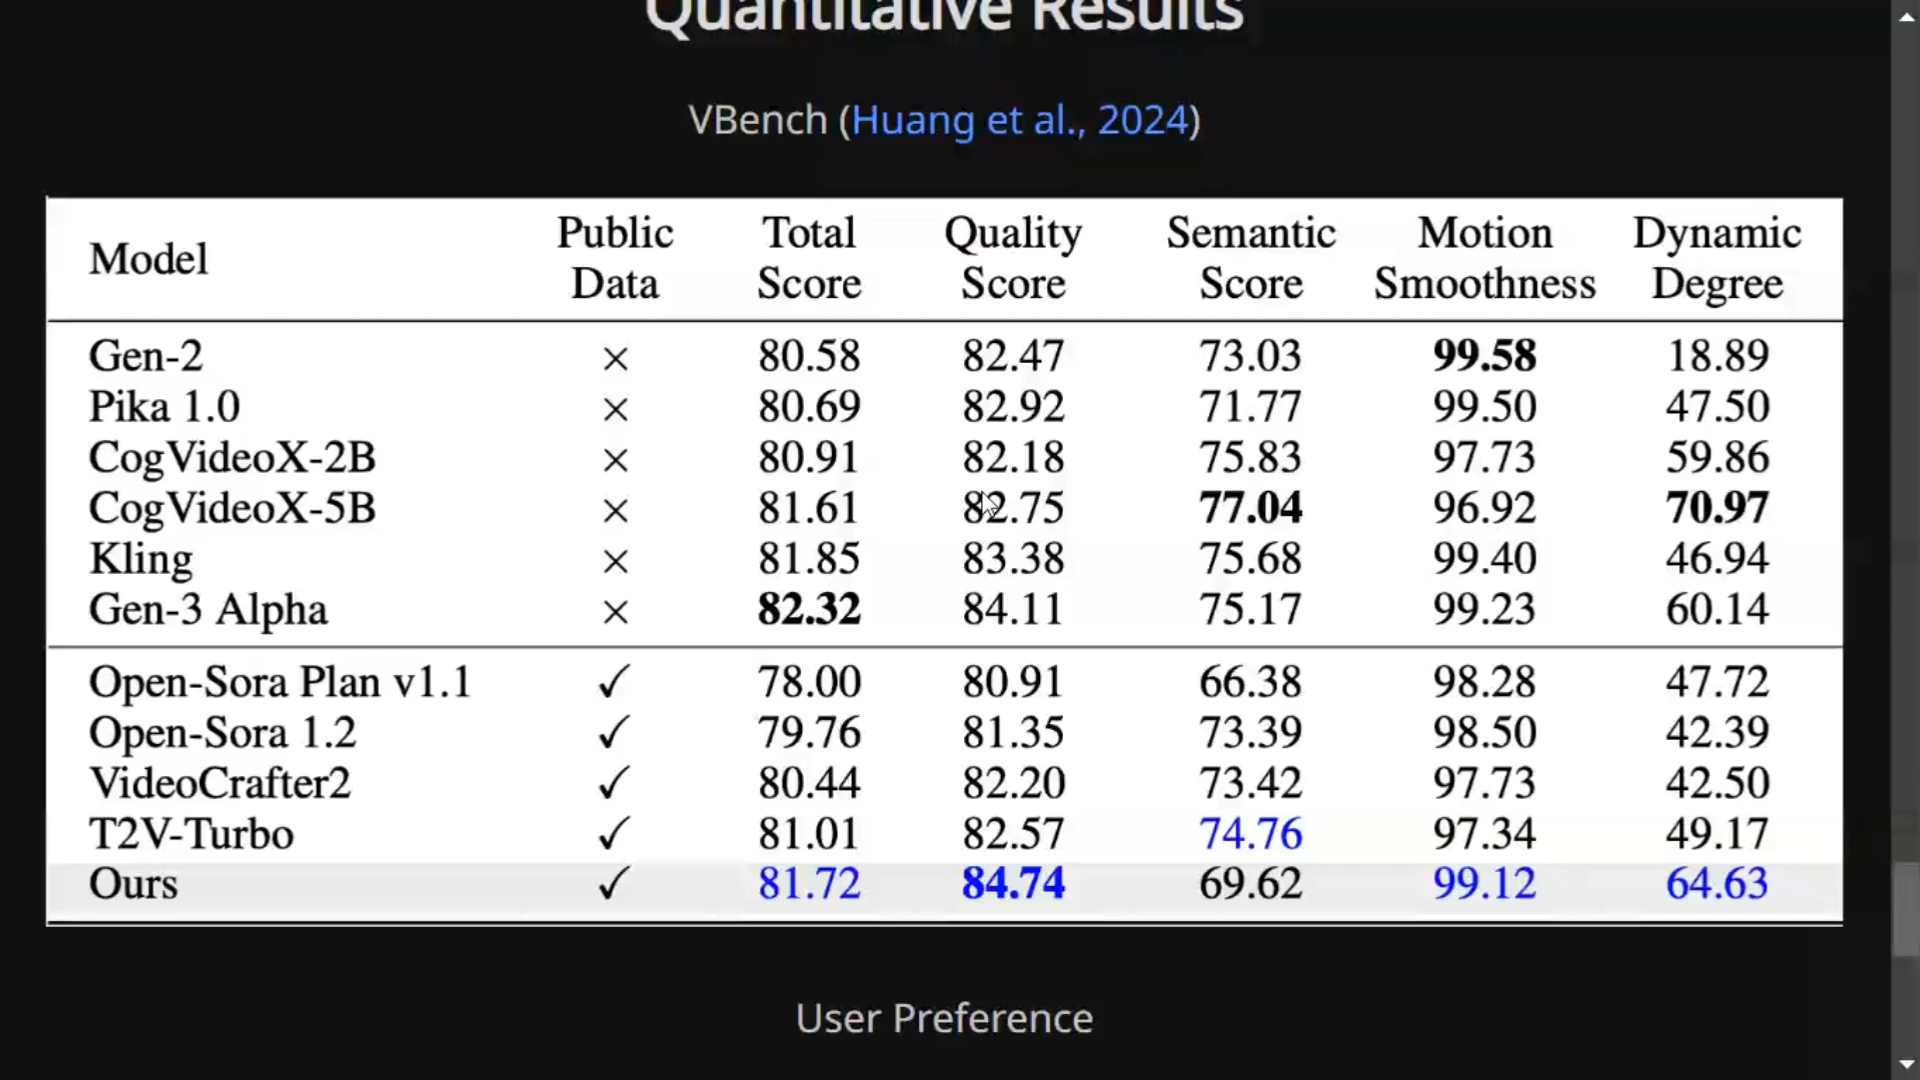 Quantitative Results
VBench (Huang et al., 2024)
Model Public Data Total Score Quality Score Semantic Score Motion Smoothness Dynamic Degree
Gen-2 × 80.58 82.47 73.03 99.58 18.89
Pika 1.0 × 80.69 82.92 71.77 99.50 47.50
CogVideoX-2B × 80.91 82.18 75.83 97.73 59.86
CogVideoX-5B × 81.61 82.75 77.04 96.92 70.97
Kling × 81.85 83.38 75.68 99.40 46.94
Gen-3 Alpha × 82.32 84.11 75.17 99.23 60.14
Open-Sora Plan v1.1 ✓ 78.00 80.91 66.38 98.28 47.72
Open-Sora 1.2 ✓ 79.76 81.35 73.39 98.50 42.39
VideoCrafter2 ✓ 80.44 82.20 73.42 97.73 42.50
T2V-Turbo ✓ 81.01 82.57 74.76 97.34 49.17
Ours ✓ 81.72 84.74 69.62 99.12 64.63
User Preference